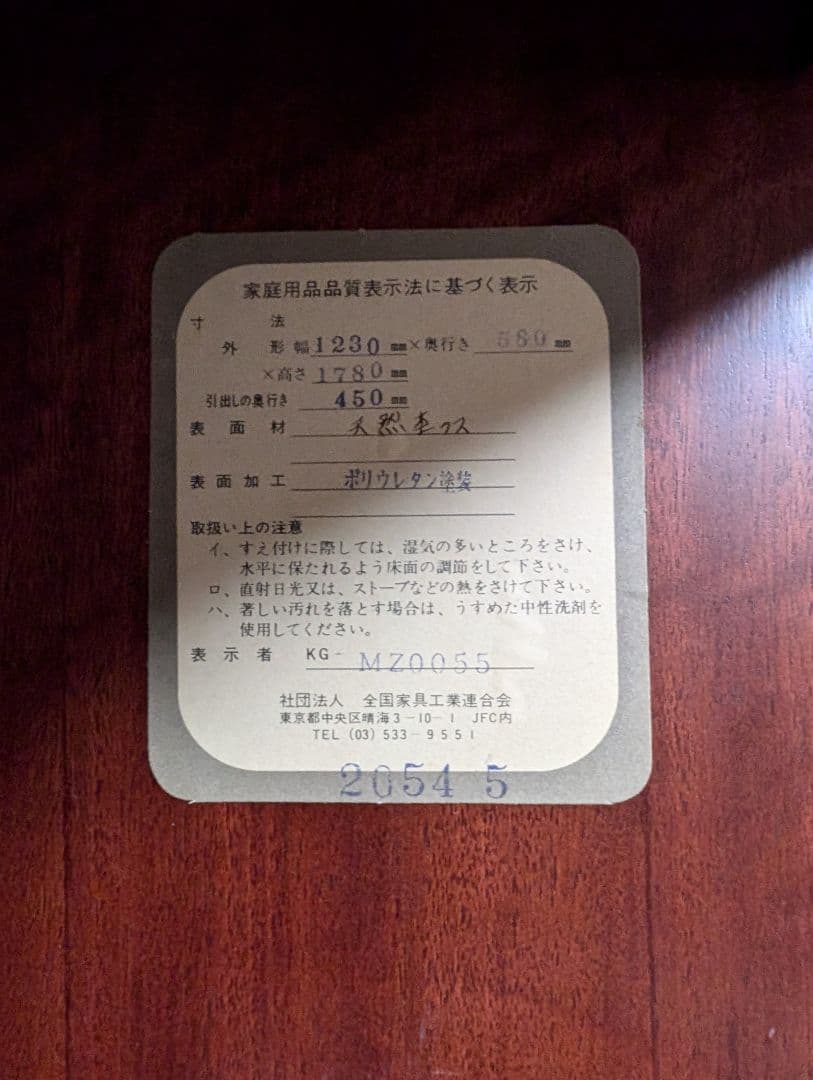 家庭用品品質表示法に基づく表示
寸法
外形 幅1230mm×奥行き580mm
×高さ1780mm
引出しの奥行き 450mm
表面材 天然
表面加工 ポリウレタン塗装
取扱い上の注意
イ、すえ付けに際しては、湿気の多いところをさけ、
水平に保たれるよう床面の調節をして下さい。
ロ、直射日光又は、ストーブなどの熱をさけて下さい。
ハ、著しい汚れを落とす場合は、うすめた中性洗剤を
使用してください。
表示者 KG- MZ0055
社団法人 全国家具工業連合会
東京都中央区晴海3-10-1 JFC内
TEL (03) 533-9551
20545